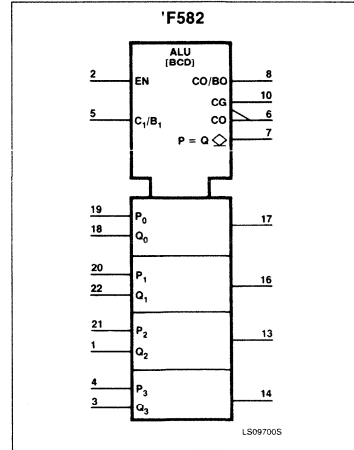 'F582
ALU
[BCD]
2 EN CO/BO 8
CG 10
5 C1/B1 CO 6
P = Q 7
19 P0 17
18 Q0
20 P1 16
22 Q1
21 P2 13
1 Q2
4 P3 14
3 Q3
LS09700S